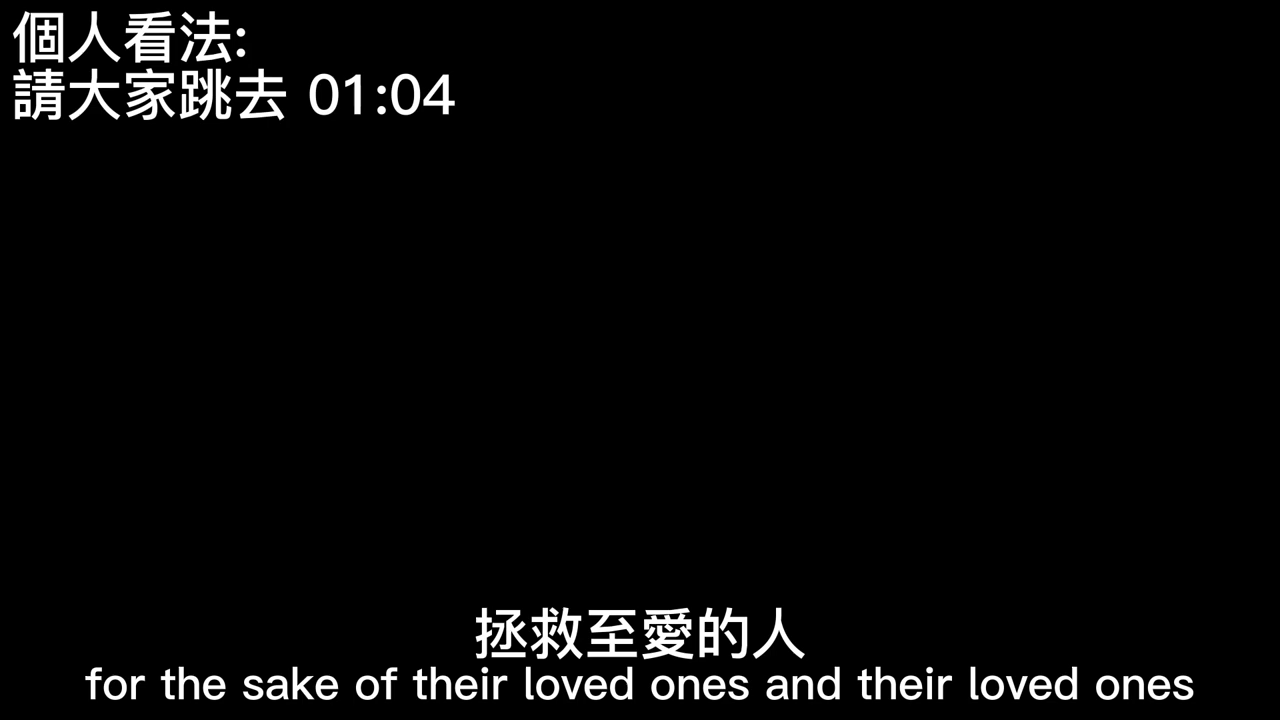 個人看法:
請大家跳去 01:04
拯救至愛的人
for the sake of their loved ones and their loved ones